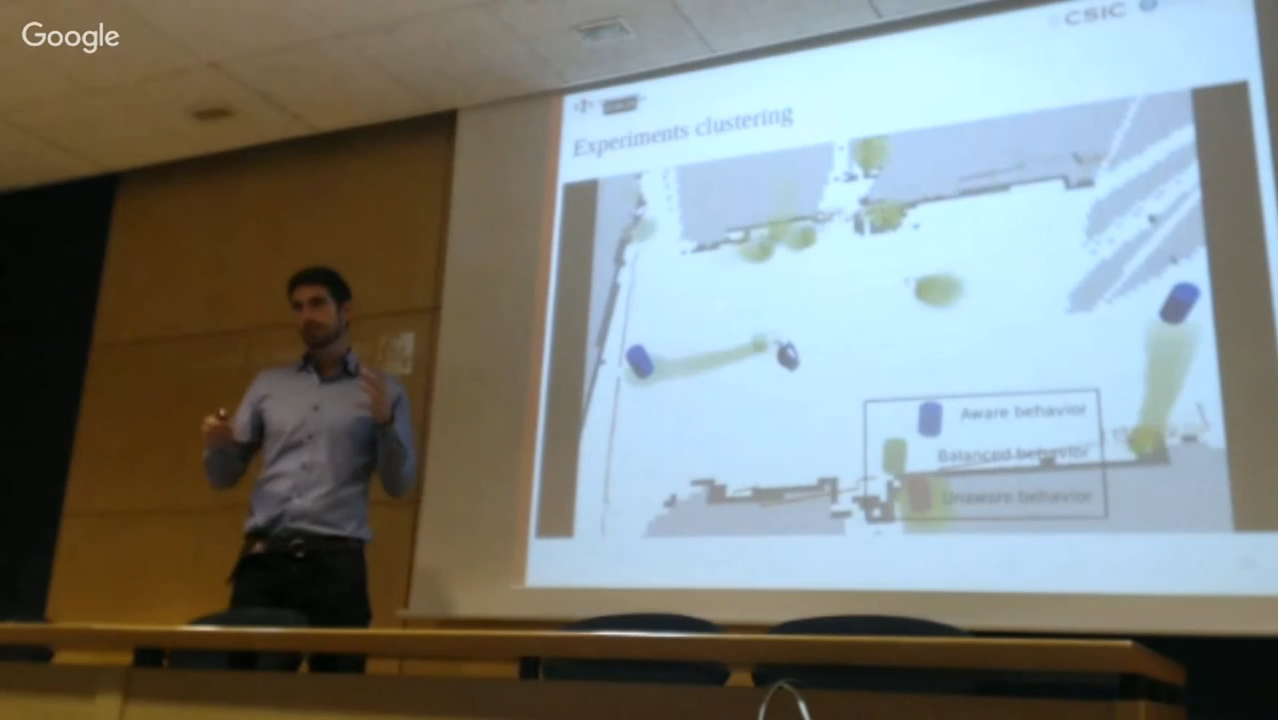 Google
CSIC
Experiments clustering
Aware behavior
Balanced behavior
Unaware behavior